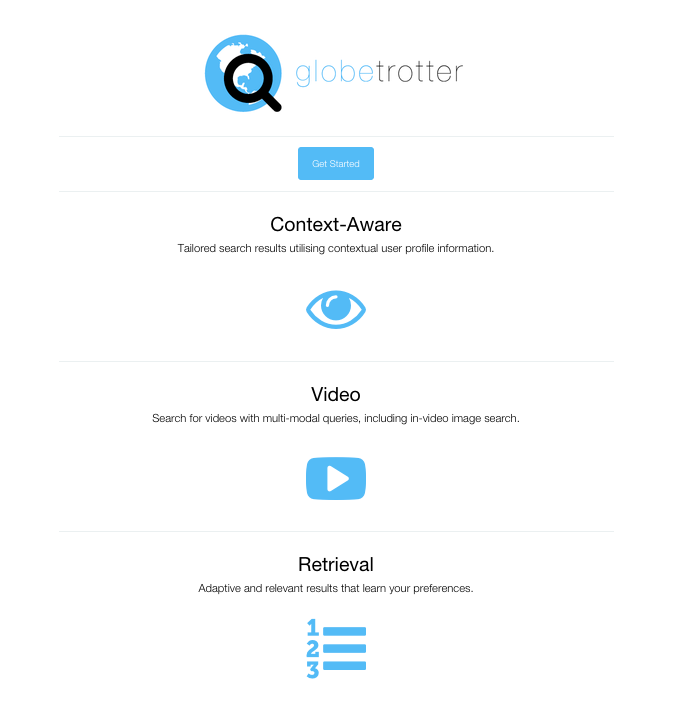 globetrotter
Get Started
Context-Aware
Tailored search results utilising contextual user profile information.
Video
Search for videos with multi-modal queries, including in-video image search.
Retrieval
Adaptive and relevant results that learn your preferences.
1
2
3